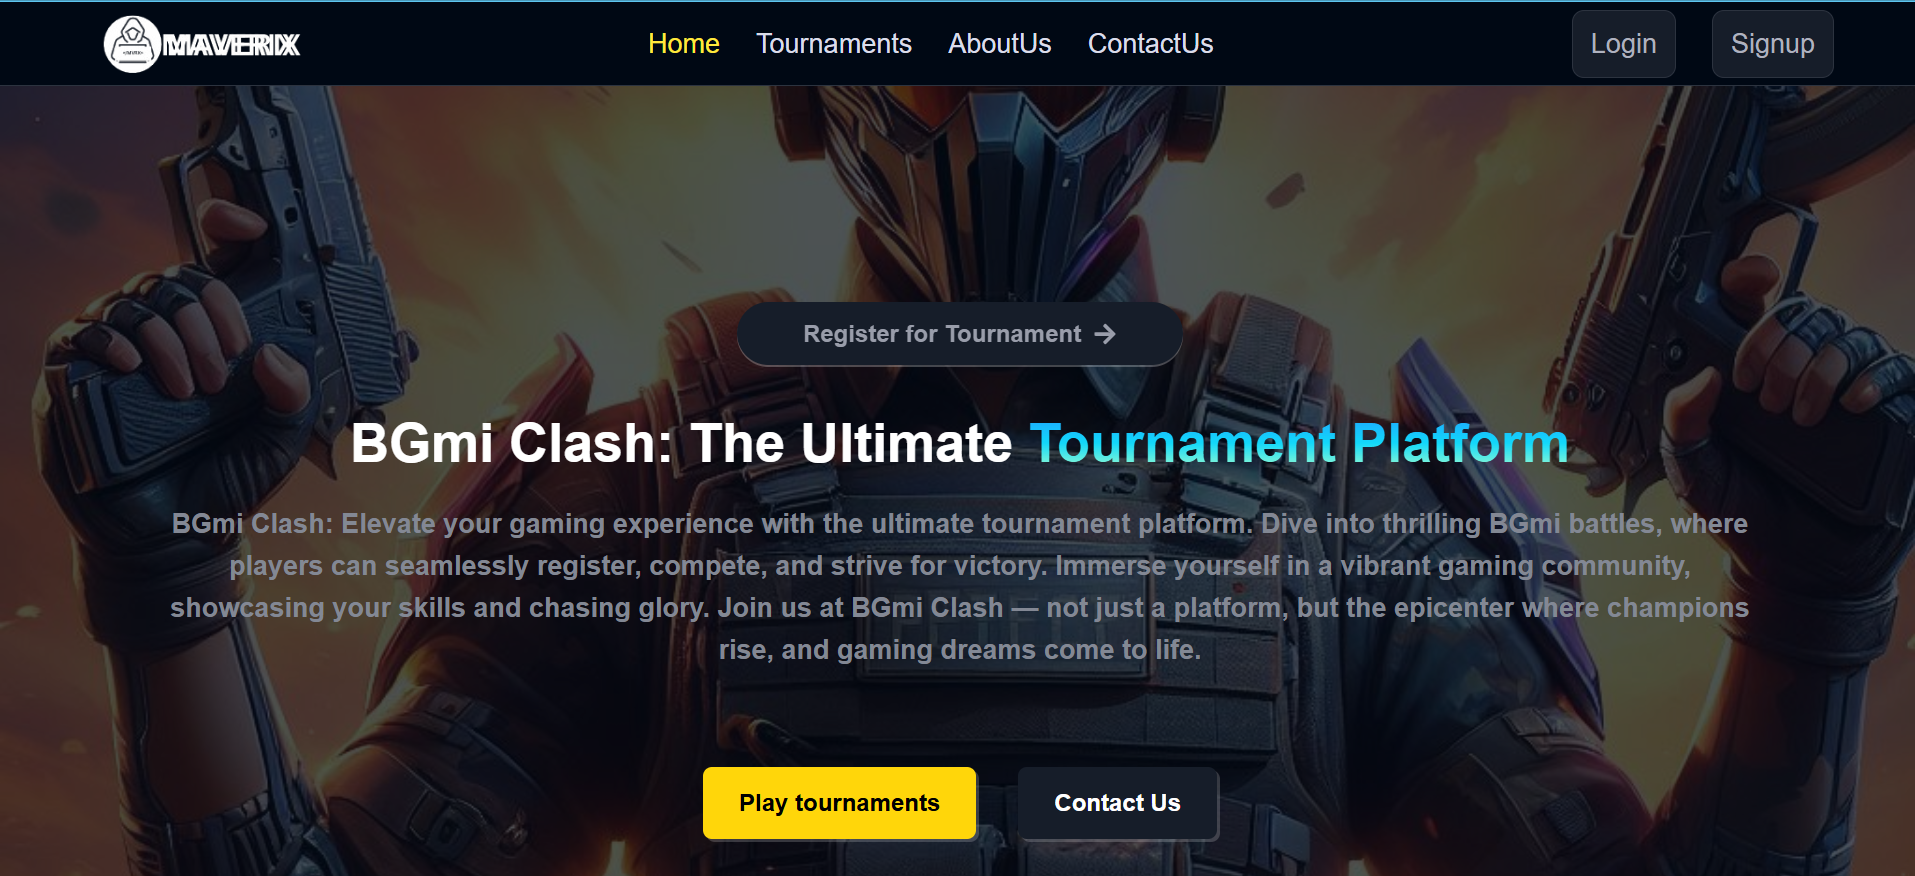 MAVERIX
Home
Tournaments
AboutUs
ContactUs
Login
Signup
Register for Tournament →
BGmi Clash: The Ultimate Tournament Platform
BGmi Clash: Elevate your gaming experience with the ultimate tournament platform. Dive into thrilling BGmi battles, where
players can seamlessly register, compete, and strive for victory. Immerse yourself in a vibrant gaming community,
showcasing your skills and chasing glory. Join us at BGmi Clash — not just a platform, but the epicenter where champions
rise, and gaming dreams come to life.
Play tournaments
Contact Us